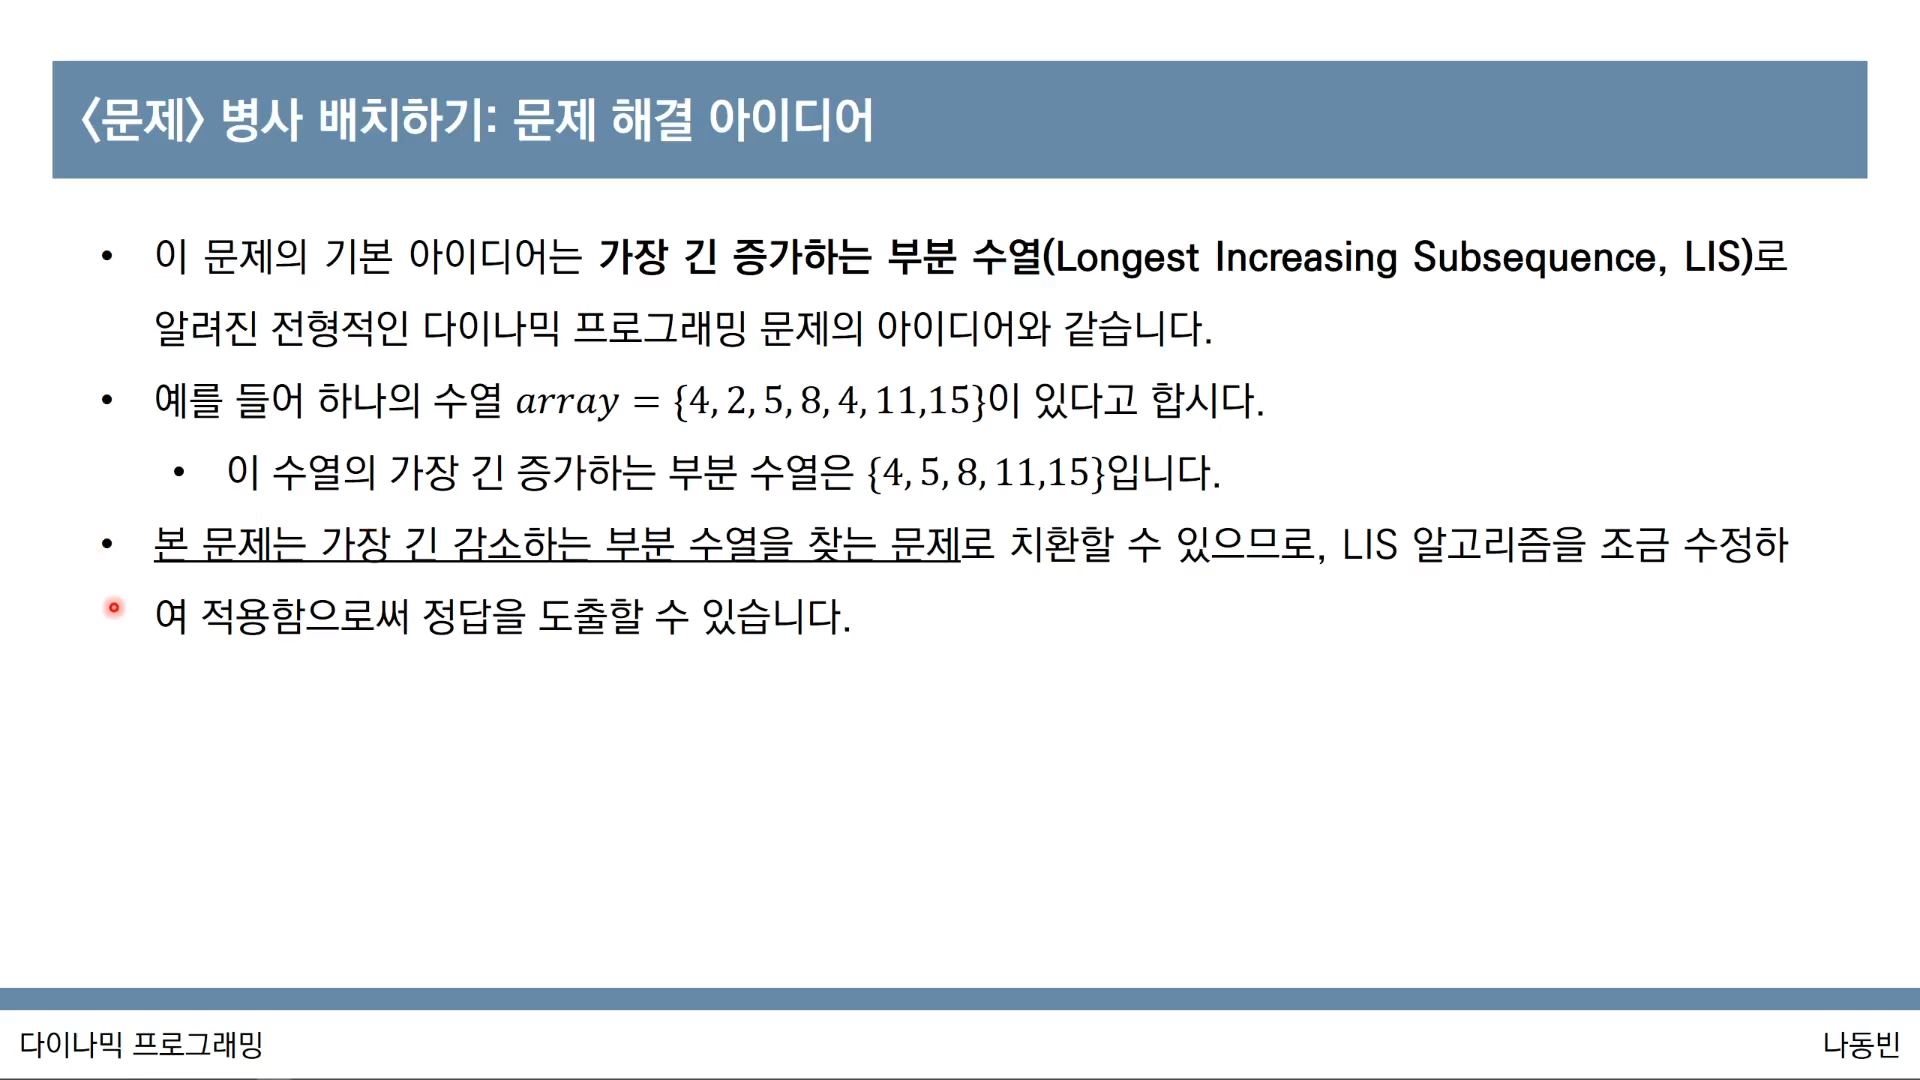 <문제> 병사 배치하기: 문제 해결 아이디어
• 이 문제의 기본 아이디어는 가장 긴 증가하는 부분 수열(Longest Increasing Subsequence, LIS)로
알려진 전형적인 다이나믹 프로그래밍 문제의 아이디어와 같습니다.
• 예를 들어 하나의 수열 array = {4, 2, 5, 8, 4, 11,15}이 있다고 합시다.
• 이 수열의 가장 긴 증가하는 부분 수열은 {4, 5, 8, 11,15}입니다.
• 본 문제는 가장 긴 감소하는 부분 수열을 찾는 문제로 치환할 수 있으므로, LIS 알고리즘을 조금 수정하
여 적용함으로써 정답을 도출할 수 있습니다.
다이나믹 프로그래밍
나동빈